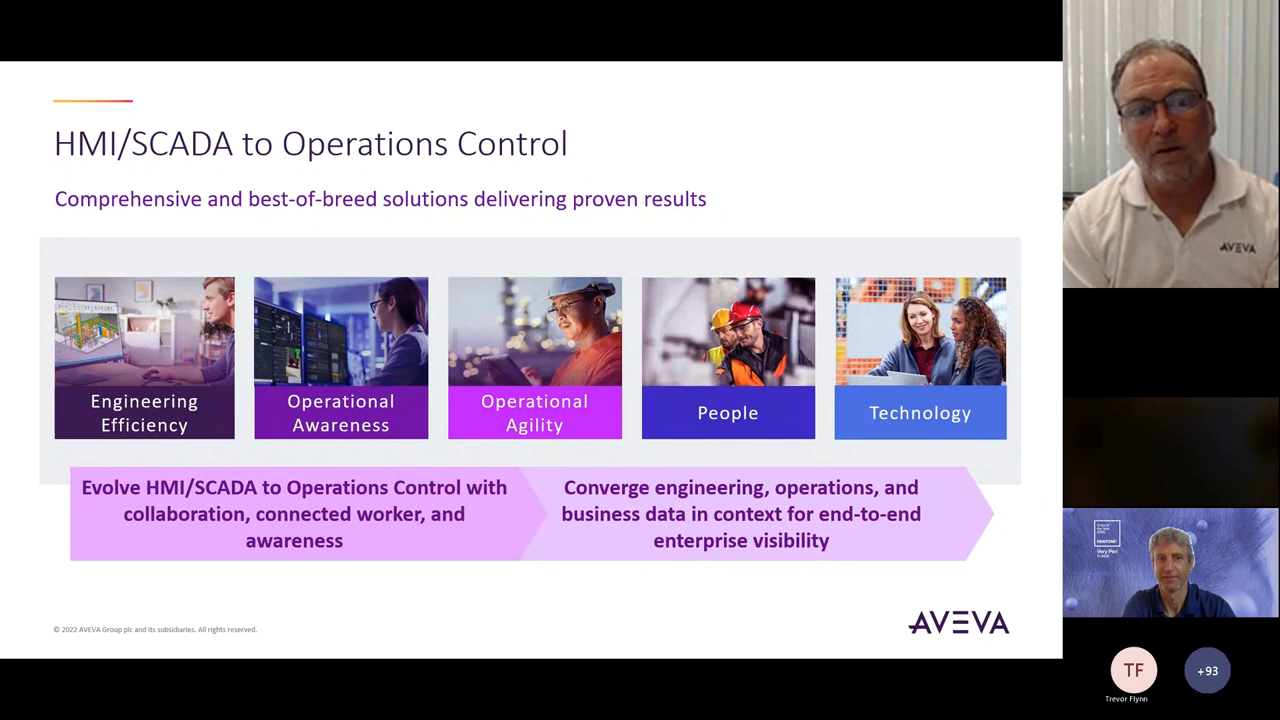 HMI/SCADA to Operations Control
Comprehensive and best-of-breed solutions delivering proven results
Engineering
Efficiency
Operational
Awareness
Operational
Agility
People
Technology
Evolve HMI/SCADA to Operations Control with
collaboration, connected worker, and
awareness
Converge engineering, operations, and
business data in context for end-to-end
enterprise visibility
© 2022 AVEVA Group plc and its subsidiaries. All rights reserved.
AVEVA
AVEVA
PANTONE
Very Peri
TF
+93
Trevor Flynn